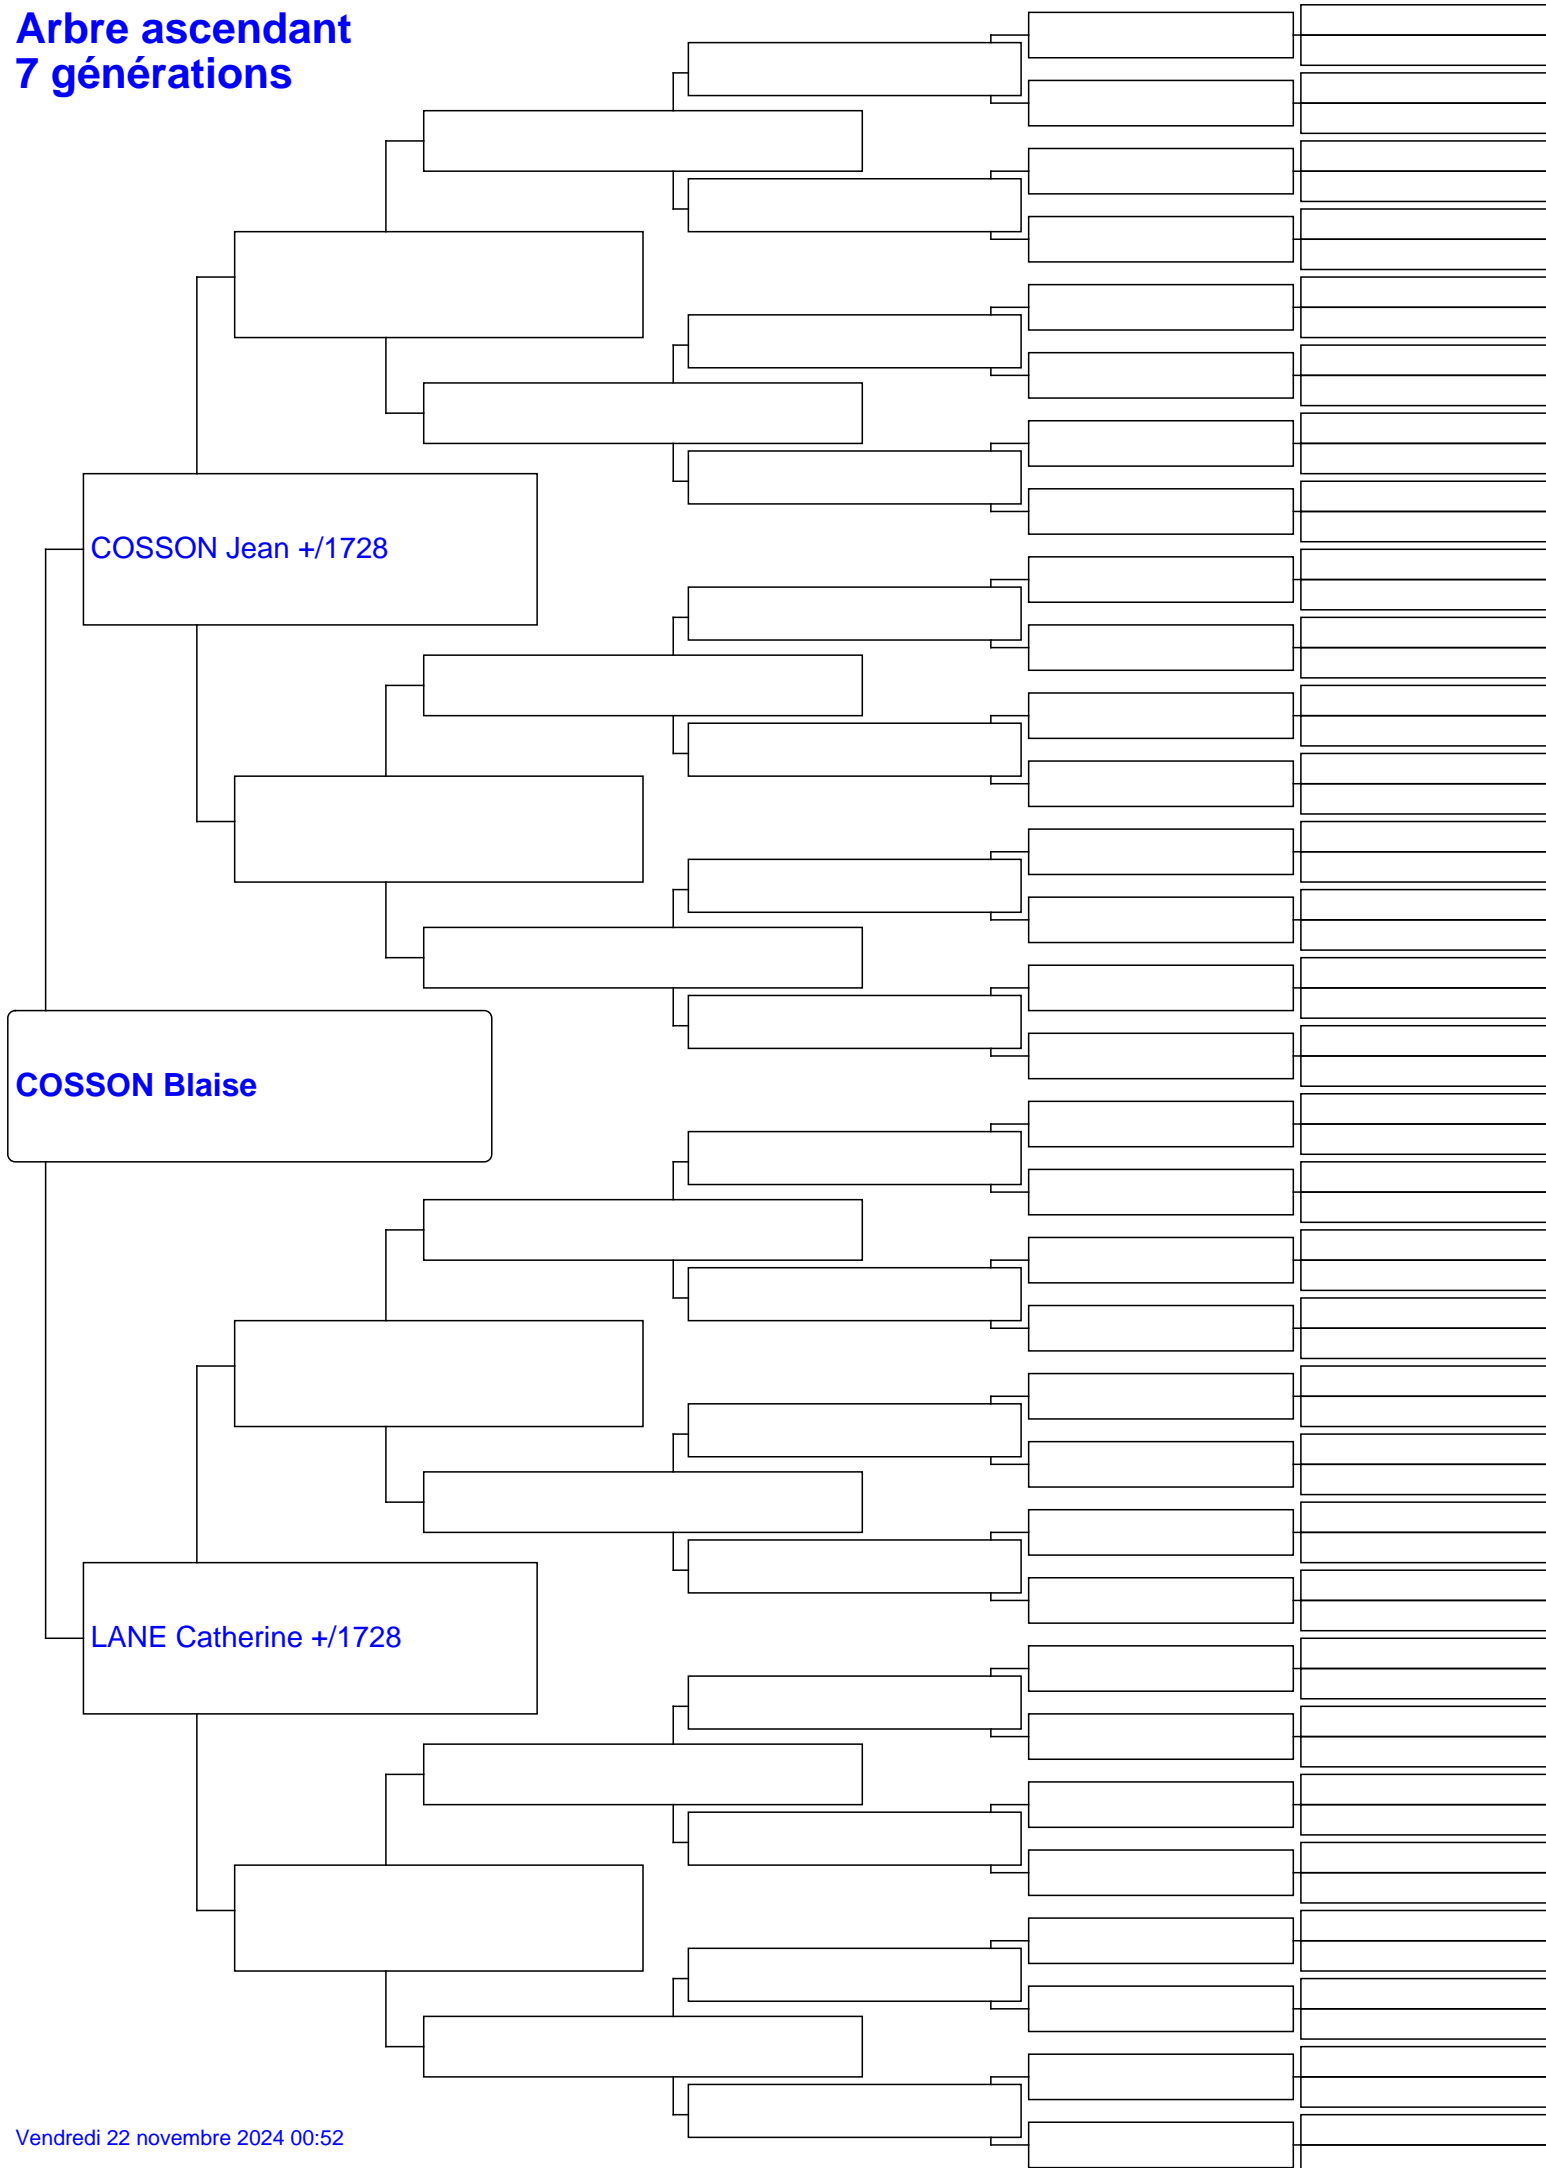 Arbre ascendant
7 générations
COSSON Jean +/1728
COSSON Blaise
LANE Catherine +/1728
Vendredi 22 novembre 2024 00:52